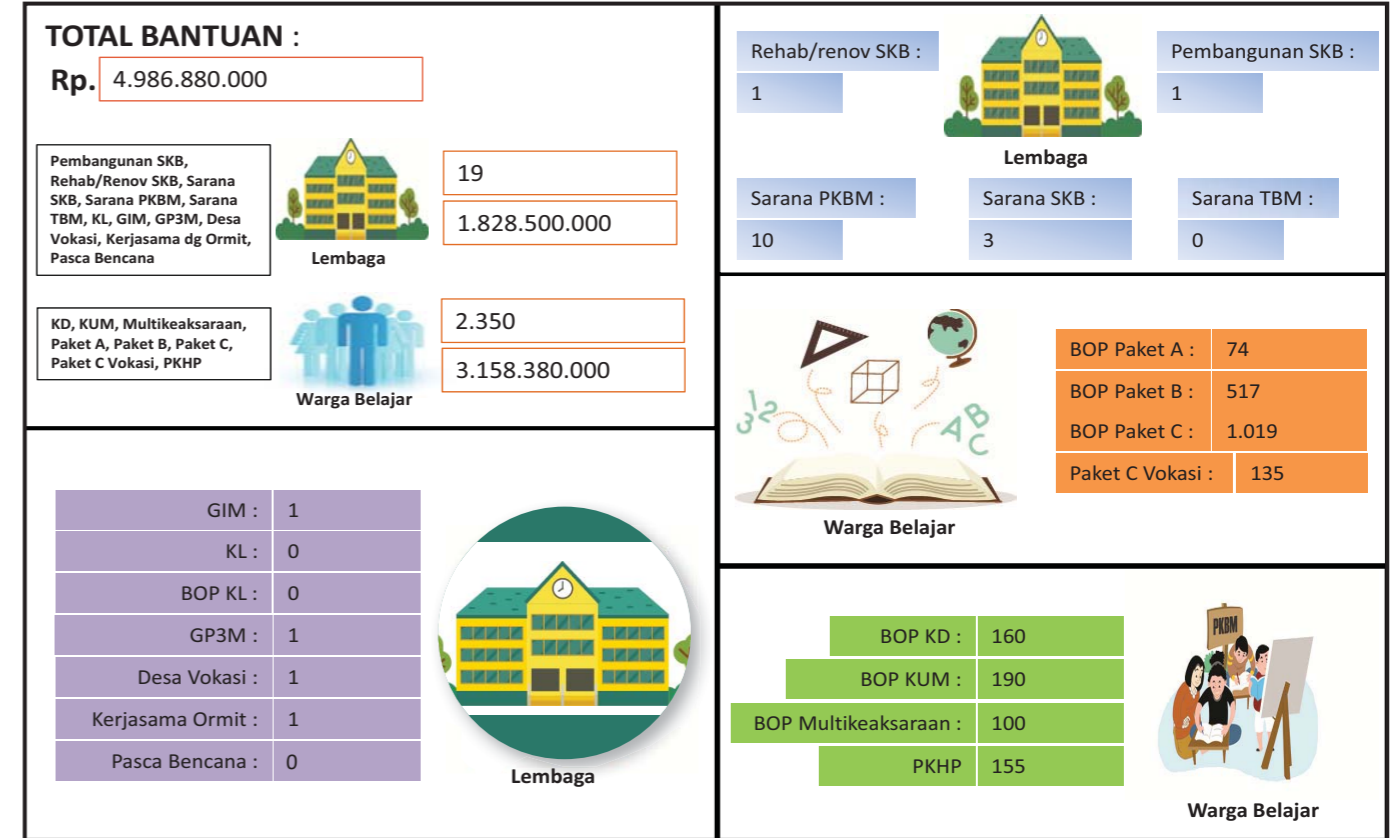 TOTAL BANTUAN :
Rp. 4.986.880.000
Pembangunan SKB,
Rehab/Renov SKB, Sarana
SKB, Sarana PKBM, Sarana
TBM, KL, GIM, GP3M, Desa
Vokasi, Kerjasama dg Ormit,
Pasca Bencana
Lembaga
19
1.828.500.000
KD, KUM, Multikeaksaraan,
Paket A, Paket B, Paket C,
Paket C Vokasi, PKHP
Warga Belajar
2.350
3.158.380.000
Rehab/renov SKB :
1
Pembangunan SKB :
1
Lembaga
Sarana PKBM :
10
Sarana SKB :
3
Sarana TBM :
0
1 2 3
A B C
Warga Belajar
BOP Paket A : 74
BOP Paket B : 517
BOP Paket C : 1.019
Paket C Vokasi : 135
GIM : 1
KL : 0
BOP KL : 0
GP3M : 1
Desa Vokasi : 1
Kerjasama Ormit : 1
Pasca Bencana : 0
Lembaga
BOP KD : 160
BOP KUM : 190
BOP Multikeaksaraan : 100
PKHP 155
PKBM
Warga Belajar